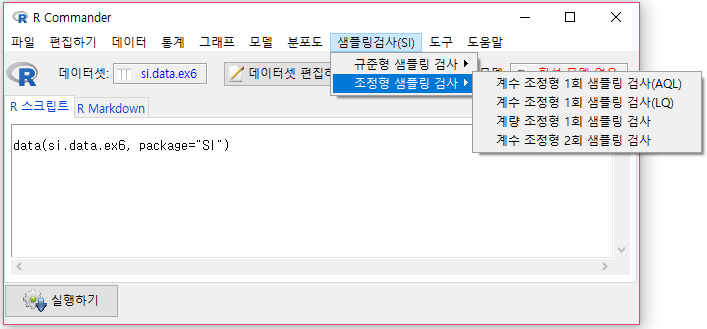 R Commander
파일 편집하기 데이터 통계 그래프 모델 분포도 샘플링검사(SI) 도구 도움말
데이터셋: si.data.ex6 데이터셋 편집하
규준형 샘플링 검사
조정형 샘플링 검사
계수 조정형 1회 샘플링 검사(AQL)
계수 조정형 1회 샘플링 검사(LQ)
계량 조정형 1회 샘플링 검사
계수 조정형 2회 샘플링 검사
R 스크립트 R Markdown
data(si.data.ex6, package="SI")
실행하기